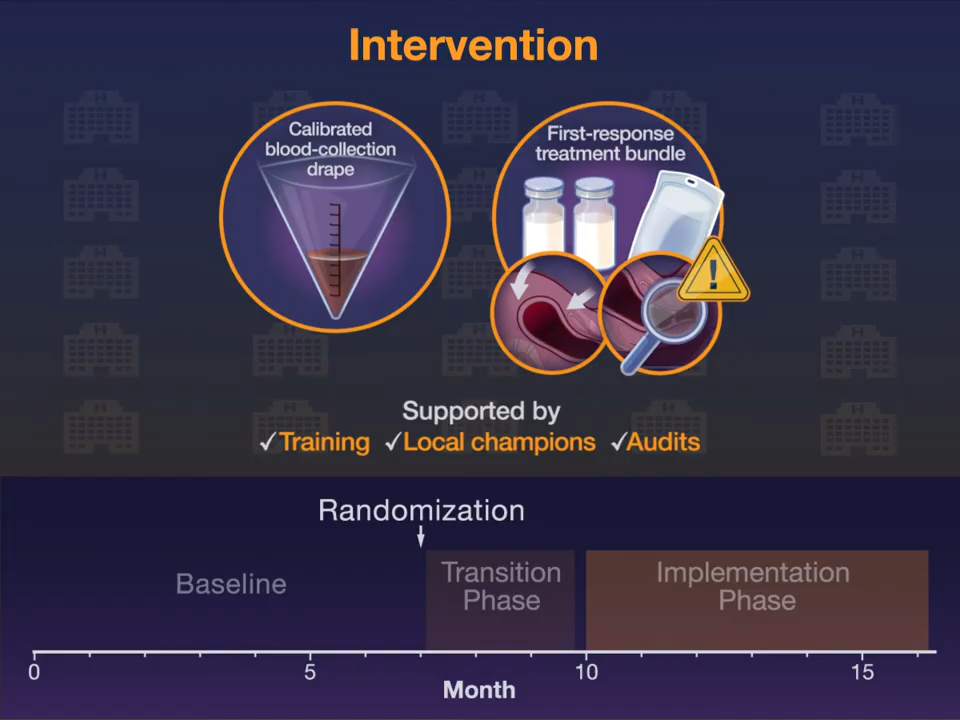 Intervention
Calibrated
blood-collection
drape
First-response
treatment bundle
Supported by
✓Training ✓Local champions ✓Audits
Randomization
Baseline
Transition
Phase
Implementation
Phase
0 5 10 15
Month